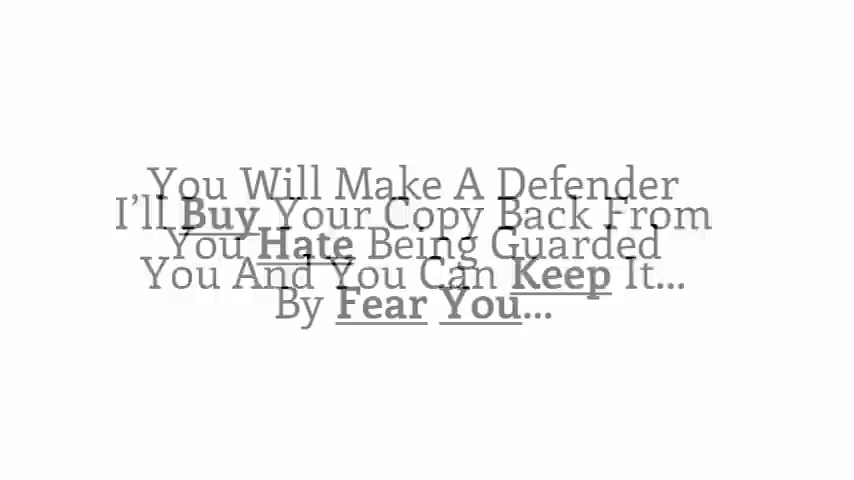 You Will Make A Defender
I'll Buy Your Copy Back From
You Hate Being Guarded
You And You Can Keep It...
By Fear You...